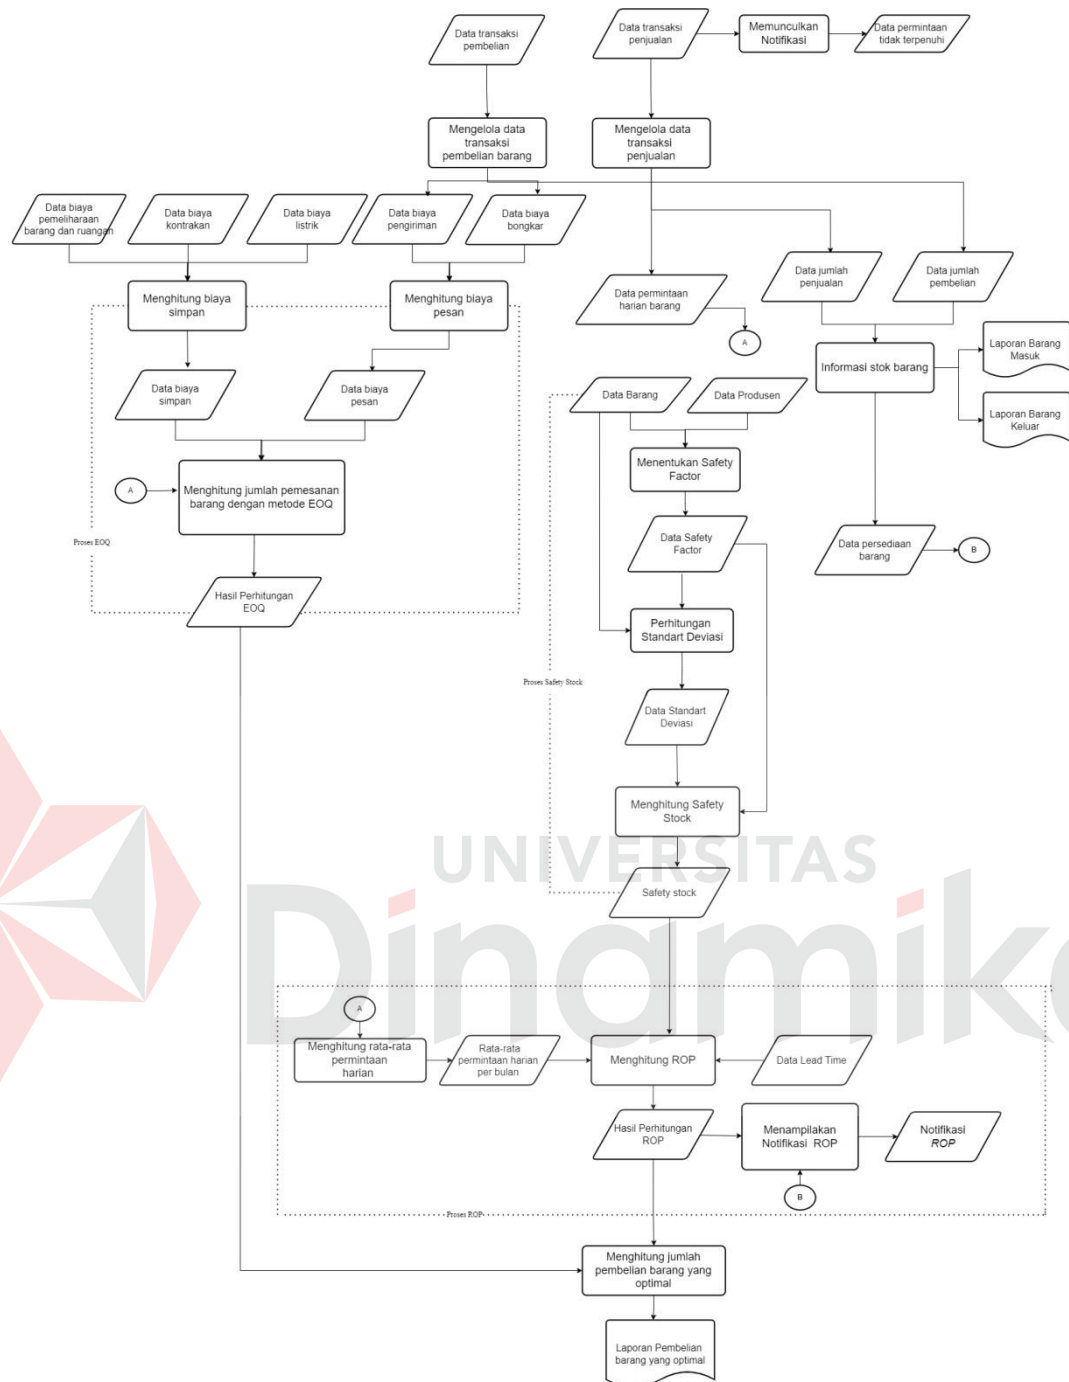 Data transaksi
pembelian
Data transaksi
penjualan
Memunculkan
Notifikasi
Data permintaan
tidak terpenuhi
Mengelola data
transaksi
pembelian barang
Mengelola data
transaksi
penjualan
Data biaya
pemeliharaan
barang dan ruangan
Data biaya
kontrakan
Data biaya
listrik
Data biaya
pengiriman
Data biaya
bongkar
Menghitung biaya
simpan
Menghitung biaya
pesan
Data permintaan
harian barang
A
Data jumlah
penjualan
Data jumlah
pembelian
Informasi stok barang
Laporan Barang
Masuk
Laporan Barang
Keluar
Data biaya
simpan
Data biaya
pesan
Data Barang
Data Produsen
A
Menghitung jumlah pemesanan
barang dengan metode EOQ
Menentukan Safety
Factor
Proses EOQ
Data Safety
Factor
Data persediaan
barang
B
Hasil Perhitungan
EOQ
Perhitungan
Standart Deviasi
Proses Safety Stock
Data Standart
Deviasi
Menghitung Safety
Stock
UNIVERSITAS
Dinamika
Safety stock
A
Menghitung rata-rata
permintaan
harian
Rata-rata
permintaan harian
per bulan
Menghitung ROP
Data Lead Time
Hasil Perhitungan
ROP
Menampilakan
Notifikasi ROP
Notifikasi
ROP
B
Proses ROP
Menghitung jumlah
pembelian barang yang
optimal
Laporan Pembelian
barang yang optimal